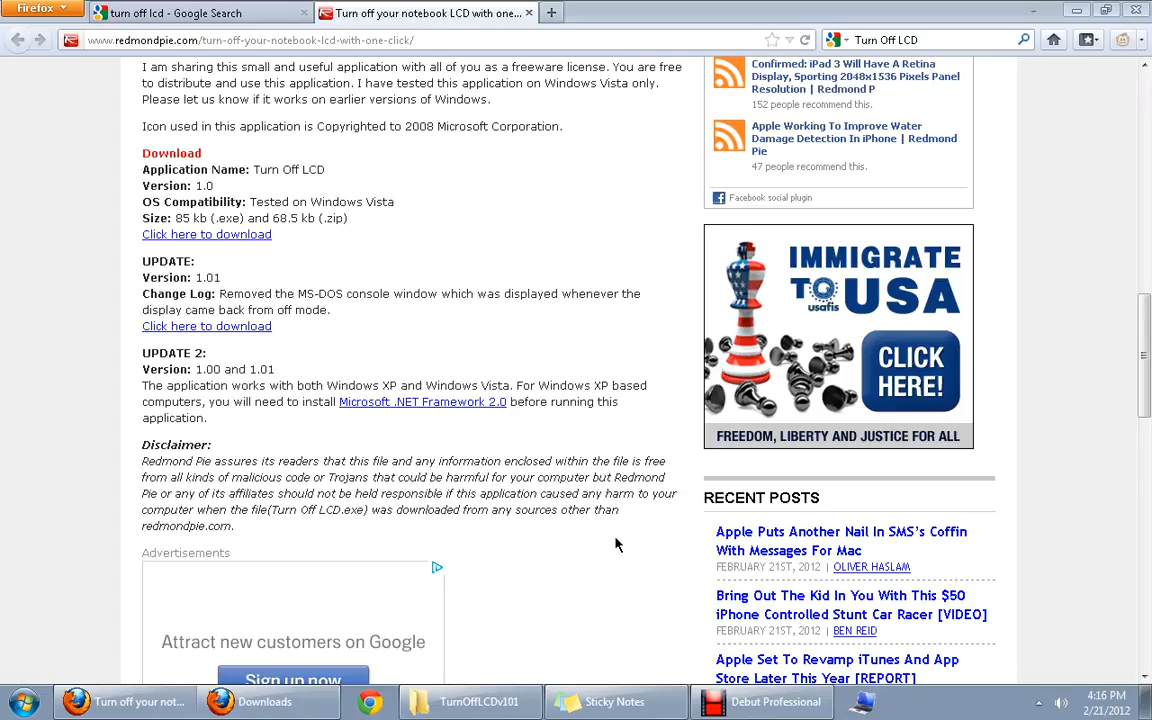 Firefox
turn off lcd - Google Search
Turn off your notebook LCD with one...
www.redmondpie.com/turn-off-your-notebook-lcd-with-one-click/
Turn Off LCD
I am sharing this small and useful application with all of you as a freeware license. You are free
to distribute and use this application. I have tested this application on Windows Vista only.
Please let us know if it works on earlier versions of Windows.
Icon used in this application is Copyrighted to 2008 Microsoft Corporation.
Download
Application Name: Turn Off LCD
Version: 1.0
OS Compatibility: Tested on Windows Vista
Size: 85 kb (.exe) and 68.5 kb (.zip)
Click here to download
UPDATE:
Version: 1.01
Change Log: Removed the MS-DOS console window which was displayed whenever the
display came back from off mode.
Click here to download
UPDATE 2:
Version: 1.00 and 1.01
The application works with both Windows XP and Windows Vista. For Windows XP based
computers, you will need to install Microsoft .NET Framework 2.0 before running this
application.
Disclaimer:
Redmond Pie assures its readers that this file and any information enclosed within the file is free
from all kinds of malicious code or Trojans that could be harmful for your computer but Redmond
Pie or any of its affiliates should not be held responsible if this application caused any harm to your
computer when the file(Turn Off LCD.exe) was downloaded from any sources other than
redmondpie.com.
Advertisements
Attract new customers on Google
Sign up now
Confirmed: iPad 3 Will Have A Retina
Display, Sporting 2048x1536 Pixels Panel
Resolution | Redmond P
152 people recommend this.
Apple Working To Improve Water
Damage Detection In iPhone | Redmond
Pie
47 people recommend this.
Facebook social plugin
IMMIGRATE
TO USA
usafis
CLICK
HERE!
FREEDOM, LIBERTY AND JUSTICE FOR ALL
RECENT POSTS
Apple Puts Another Nail In SMS's Coffin
With Messages For Mac
FEBRUARY 21ST, 2012 | OLIVER HASLAM
Bring Out The Kid In You With This $50
iPhone Controlled Stunt Car Racer [VIDEO]
FEBRUARY 21ST, 2012 | BEN REID
Apple Set To Revamp iTunes And App
Store Later This Year [REPORT]
Turn off your not...
Downloads
TurnOffLCDv101
Sticky Notes
Debut Professional
4:16 PM
2/21/2012